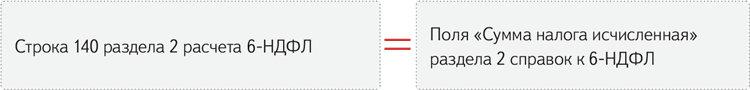 Строка 140 раздела 2 расчета 6-НДФЛ
=
Поля «Сумма налога исчисленная»
раздела 2 справок к 6-НДФЛ